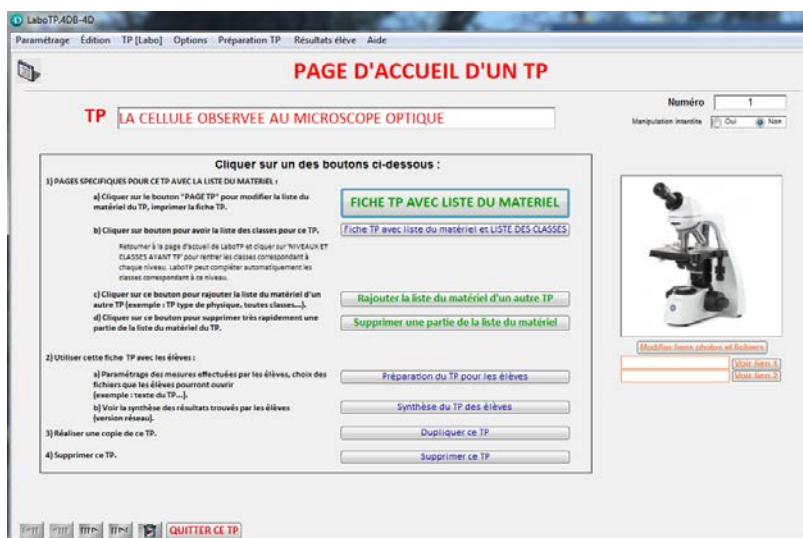 LaboTP.4DB-4D
Paramétrage Édition TP [Labo] Options Préparation TP Résultats élève Aide
PAGE D'ACCUEIL D'UN TP
Numéro 1
TP LA CELLULE OBSERVEE AU MICROSCOPE OPTIQUE
Manipulation interdite Oui Non
Cliquer sur un des boutons ci-dessous :
1) PAGES SPECIFIQUES POUR CE TP AVEC LA LISTE DU MATERIEL :
a) Cliquer sur le bouton "PAGE TP" pour modifier la liste du
matériel du TP, imprimer la fiche TP.
FICHE TP AVEC LISTE DU MATERIEL
b) Cliquer sur bouton pour avoir la liste des classes pour ce TP.
Fiche TP avec liste du matériel et LISTE DES CLASSES
Retourner à la page d'accueil de LaboTP et cliquer sur 'NIVEAUX ET
CLASSES AYANT TP' pour rentrer les classes correspondant à
chaque niveau. LaboTP peut compléter automatiquement les
classes correspondant à ce niveau.
c) Cliquer sur ce bouton pour rajouter la liste du matériel d'un
autre TP (exemple : TP type de physique, toutes classes...).
Rajouter la liste du matériel d'un autre TP
d) Cliquer sur ce bouton pour supprimer très rapidement une
partie de la liste du matériel du TP.
Supprimer une partie de la liste du matériel
Modifier liens photos et fichiers
Voir lien 1
Voir lien 2
2) Utiliser cette fiche TP avec les élèves :
a) Paramétrage des mesures effectuées par les élèves, choix des
fichiers que les élèves pourront ouvrir
(exemple : texte du TP...).
Préparation du TP pour les élèves
b) Voir la synthèse des résultats trouvés par les élèves
(version réseau).
Synthèse du TP des élèves
3) Réaliser une copie de ce TP.
Dupliquer ce TP
4) Supprimer ce TP.
Supprimer ce TP
QUITTER CE TP